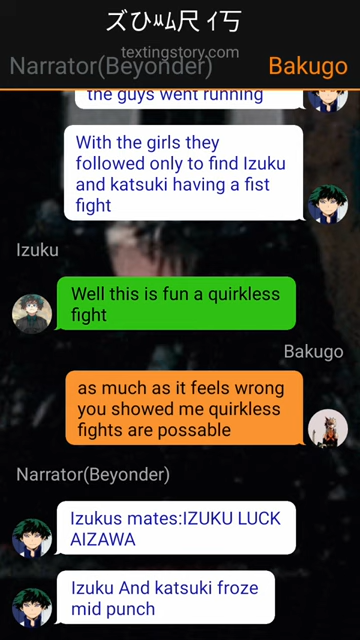 ズひผム尺 イ丂
textingstory.com
Narrator(Beyonder)
Bakugo
the guys went running
With the girls they
followed only to find Izuku
and katsuki having a fist
fight
Izuku
Well this is fun a quirkless
fight
Bakugo
as much as it feels wrong
you showed me quirkless
fights are possable
Narrator(Beyonder)
Izukus mates:IZUKU LUCK
AIZAWA
Izuku And katsuki froze
mid punch